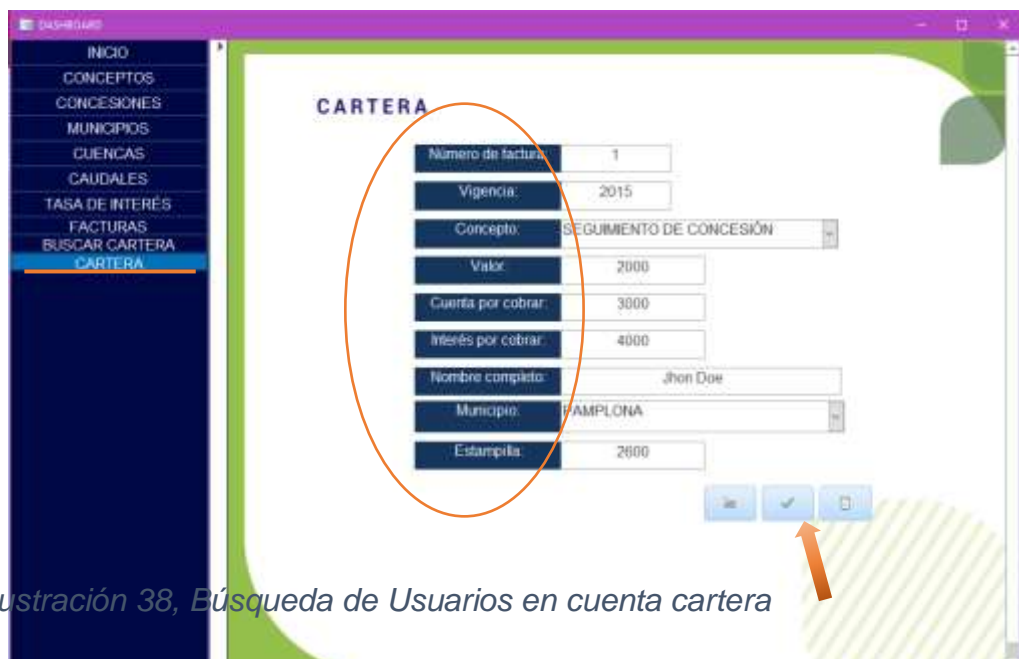 DASHBOARD
INICIO
CONCEPTOS
CONCESIONES
MUNICIPIOS
CUENCAS
CAUDALES
TASA DE INTERÉS
FACTURAS
BUSCAR CARTERA
CARTERA
CARTERA
Número de factura: 1
Vigencia: 2015
Concepto: SEGUIMIENTO DE CONCESIÓN
Valor: 2000
Cuenta por cobrar: 3000
Interés por cobrar: 4000
Nombre completo: Jhon Doe
Municipio: PAMPLONA
Estampilla: 2600
ustración 38, Búsqueda de Usuarios en cuenta cartera